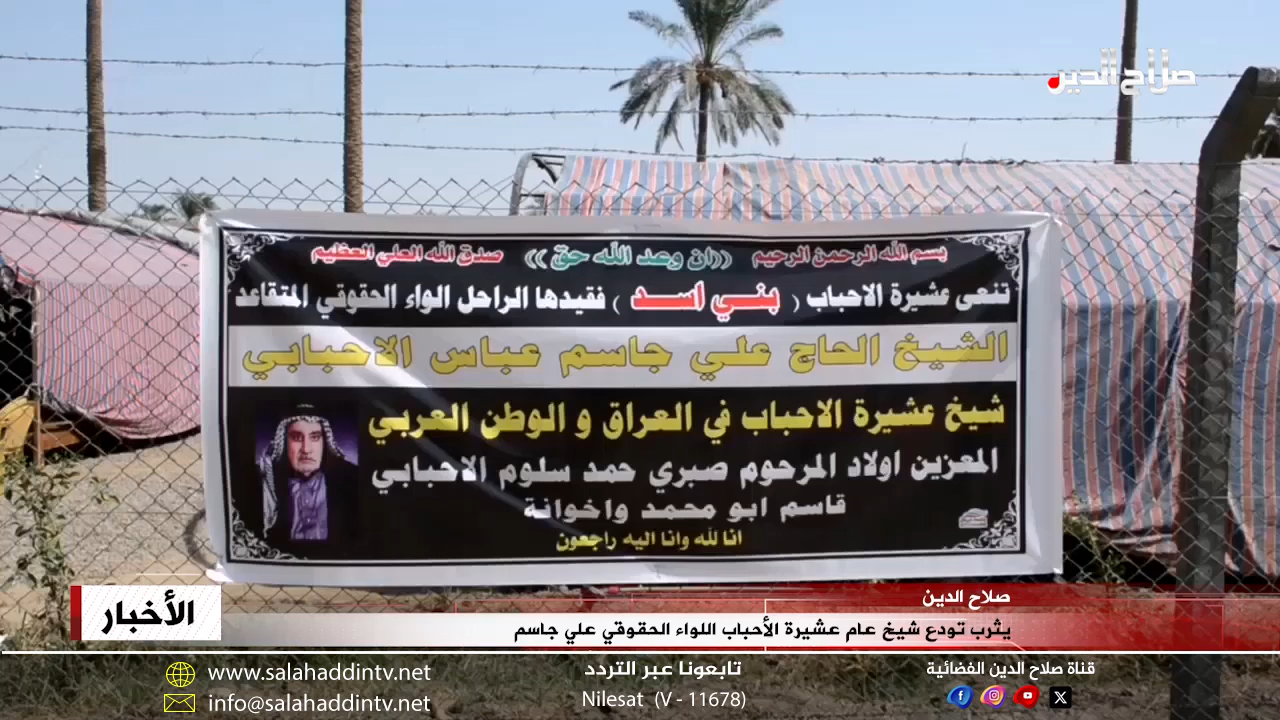 صلاح الدين
بسم الله الرحمن الرحيم ((ان وعد الله حق)) صدق الله العلي العظيم
تنعى عشيرة الاحباب ( بني اسد ) فقيدها الراحل الواء الحقوقي المتقاعد
الشيخ الحاج علي جاسم عباس الاحبابي
شيخ عشيرة الاحباب في العراق و الوطن العربي
المعزين اولاد المرحوم صبري حمد سلوم الاحبابي
قاسم ابو محمد واخوانة
انا لله وانا اليه راجعون
صلاح الدين
الأخبار
يثرب تودع شيخ عام عشيرة الأحباب اللواء الحقوقي علي جاسم
قناة صلاح الدين الفضائية
تابعونا عبر التردد
Nilesat (V - 11678)
www.salahaddintv.net
info@salahaddintv.net